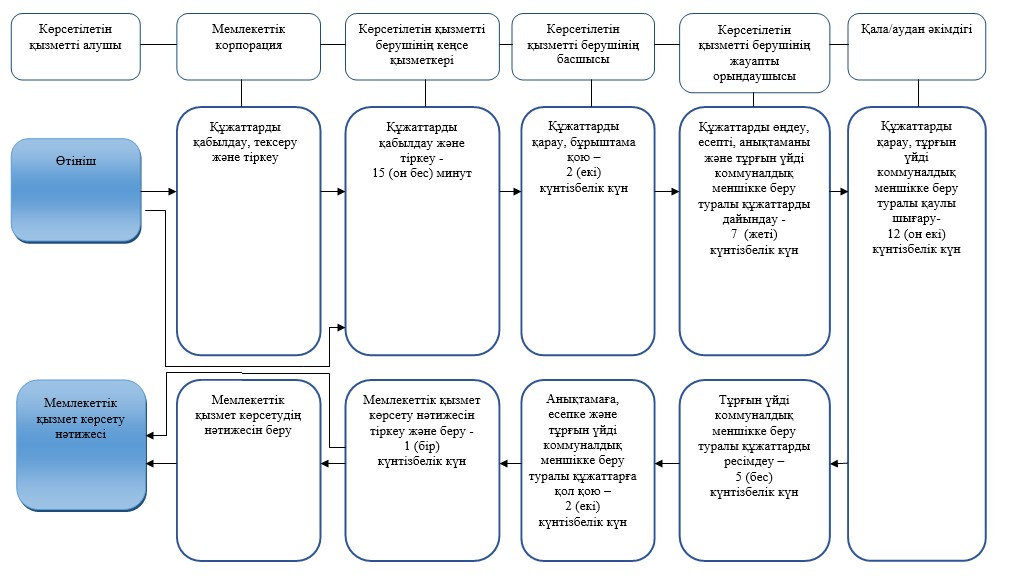 Көрсетілетін
қызметті алушы
Мемлекеттік
корпорация
Көрсетілетін қызметті
берушінің кеңсе
қызметкері
Көрсетілетін
қызметті берушінің
басшысы
Көрсетілетін
қызметті берушінің
жауапты
орындаушысы
Қала/аудан әкімдігі
Өтініш
Құжаттарды
қабылдау, тексеру
және тіркеу
Құжаттарды
қабылдау және
тіркеу -
15 (он бес) минут
Құжаттарды
қарау, бұрыштама
қою –
2 (екі)
күнтізбелік күн
Құжаттарды өңдеу,
есепті, анықтаманы
және тұрғын үйді
коммуналдық
меншікке беру
туралы құжаттарды
дайындау -
7 (жеті)
күнтізбелік күн
Құжаттарды
қарау, тұрғын
үйді
коммуналдық
меншікке беру
туралы қаулы
шығару-
12 (он екі)
күнтізбелік күн
Мемлекеттік
қызмет көрсету
нәтижесі
Мемлекеттік
қызмет көрсетудің
нәтижесін беру
Мемлекеттік қызмет
көрсету нәтижесін
тіркеу және беру -
1 (бір)
күнтізбелік күн
Анықтамаға,
есепке және
тұрғын үйді
коммуналдық
меншікке беру
туралы құжаттарға
қол қою –
2 (екі)
күнтізбелік күн
Тұрғын үйді
коммуналдық
меншікке беру
туралы құжаттарды
ресімдеу –
5 (бес)
күнтізбелік күн